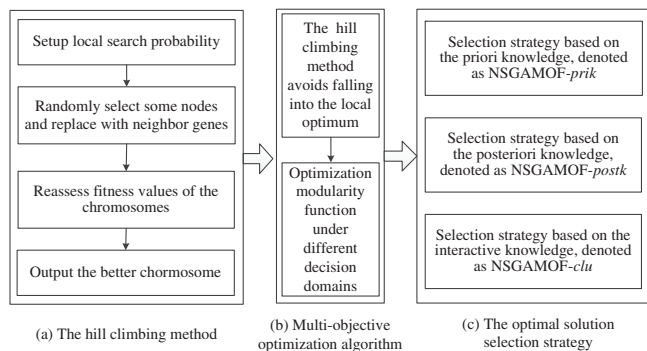 Setup local search probability
Randomly select some nodes
and replace with neighbor genes
Reassess fitness values of the
chromosomes
Output the better chormosome
(a) The hill climbing method
The hill
climbing
method
avoids falling
into the local
optimum
Optimization
modularity
function
under
different
decision
domains
(b) Multi-objective
optimization algorithm
Selection strategy based on
the priori knowledge, denoted
as NSGAMOF-prik
Selection strategy based on
the posteriori knowledge,
denoted as NSGAMOF-postk
Selection strategy based on the
interactive knowledge, denoted
as NSGAMOF-clu
(c) The optimal solution
selection strategy